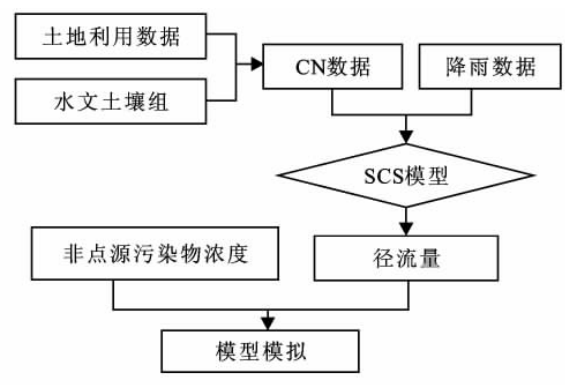 土地利用数据
水文土壤组
CN数据
降雨数据
SCS模型
非点源污染物浓度
径流量
模型模拟